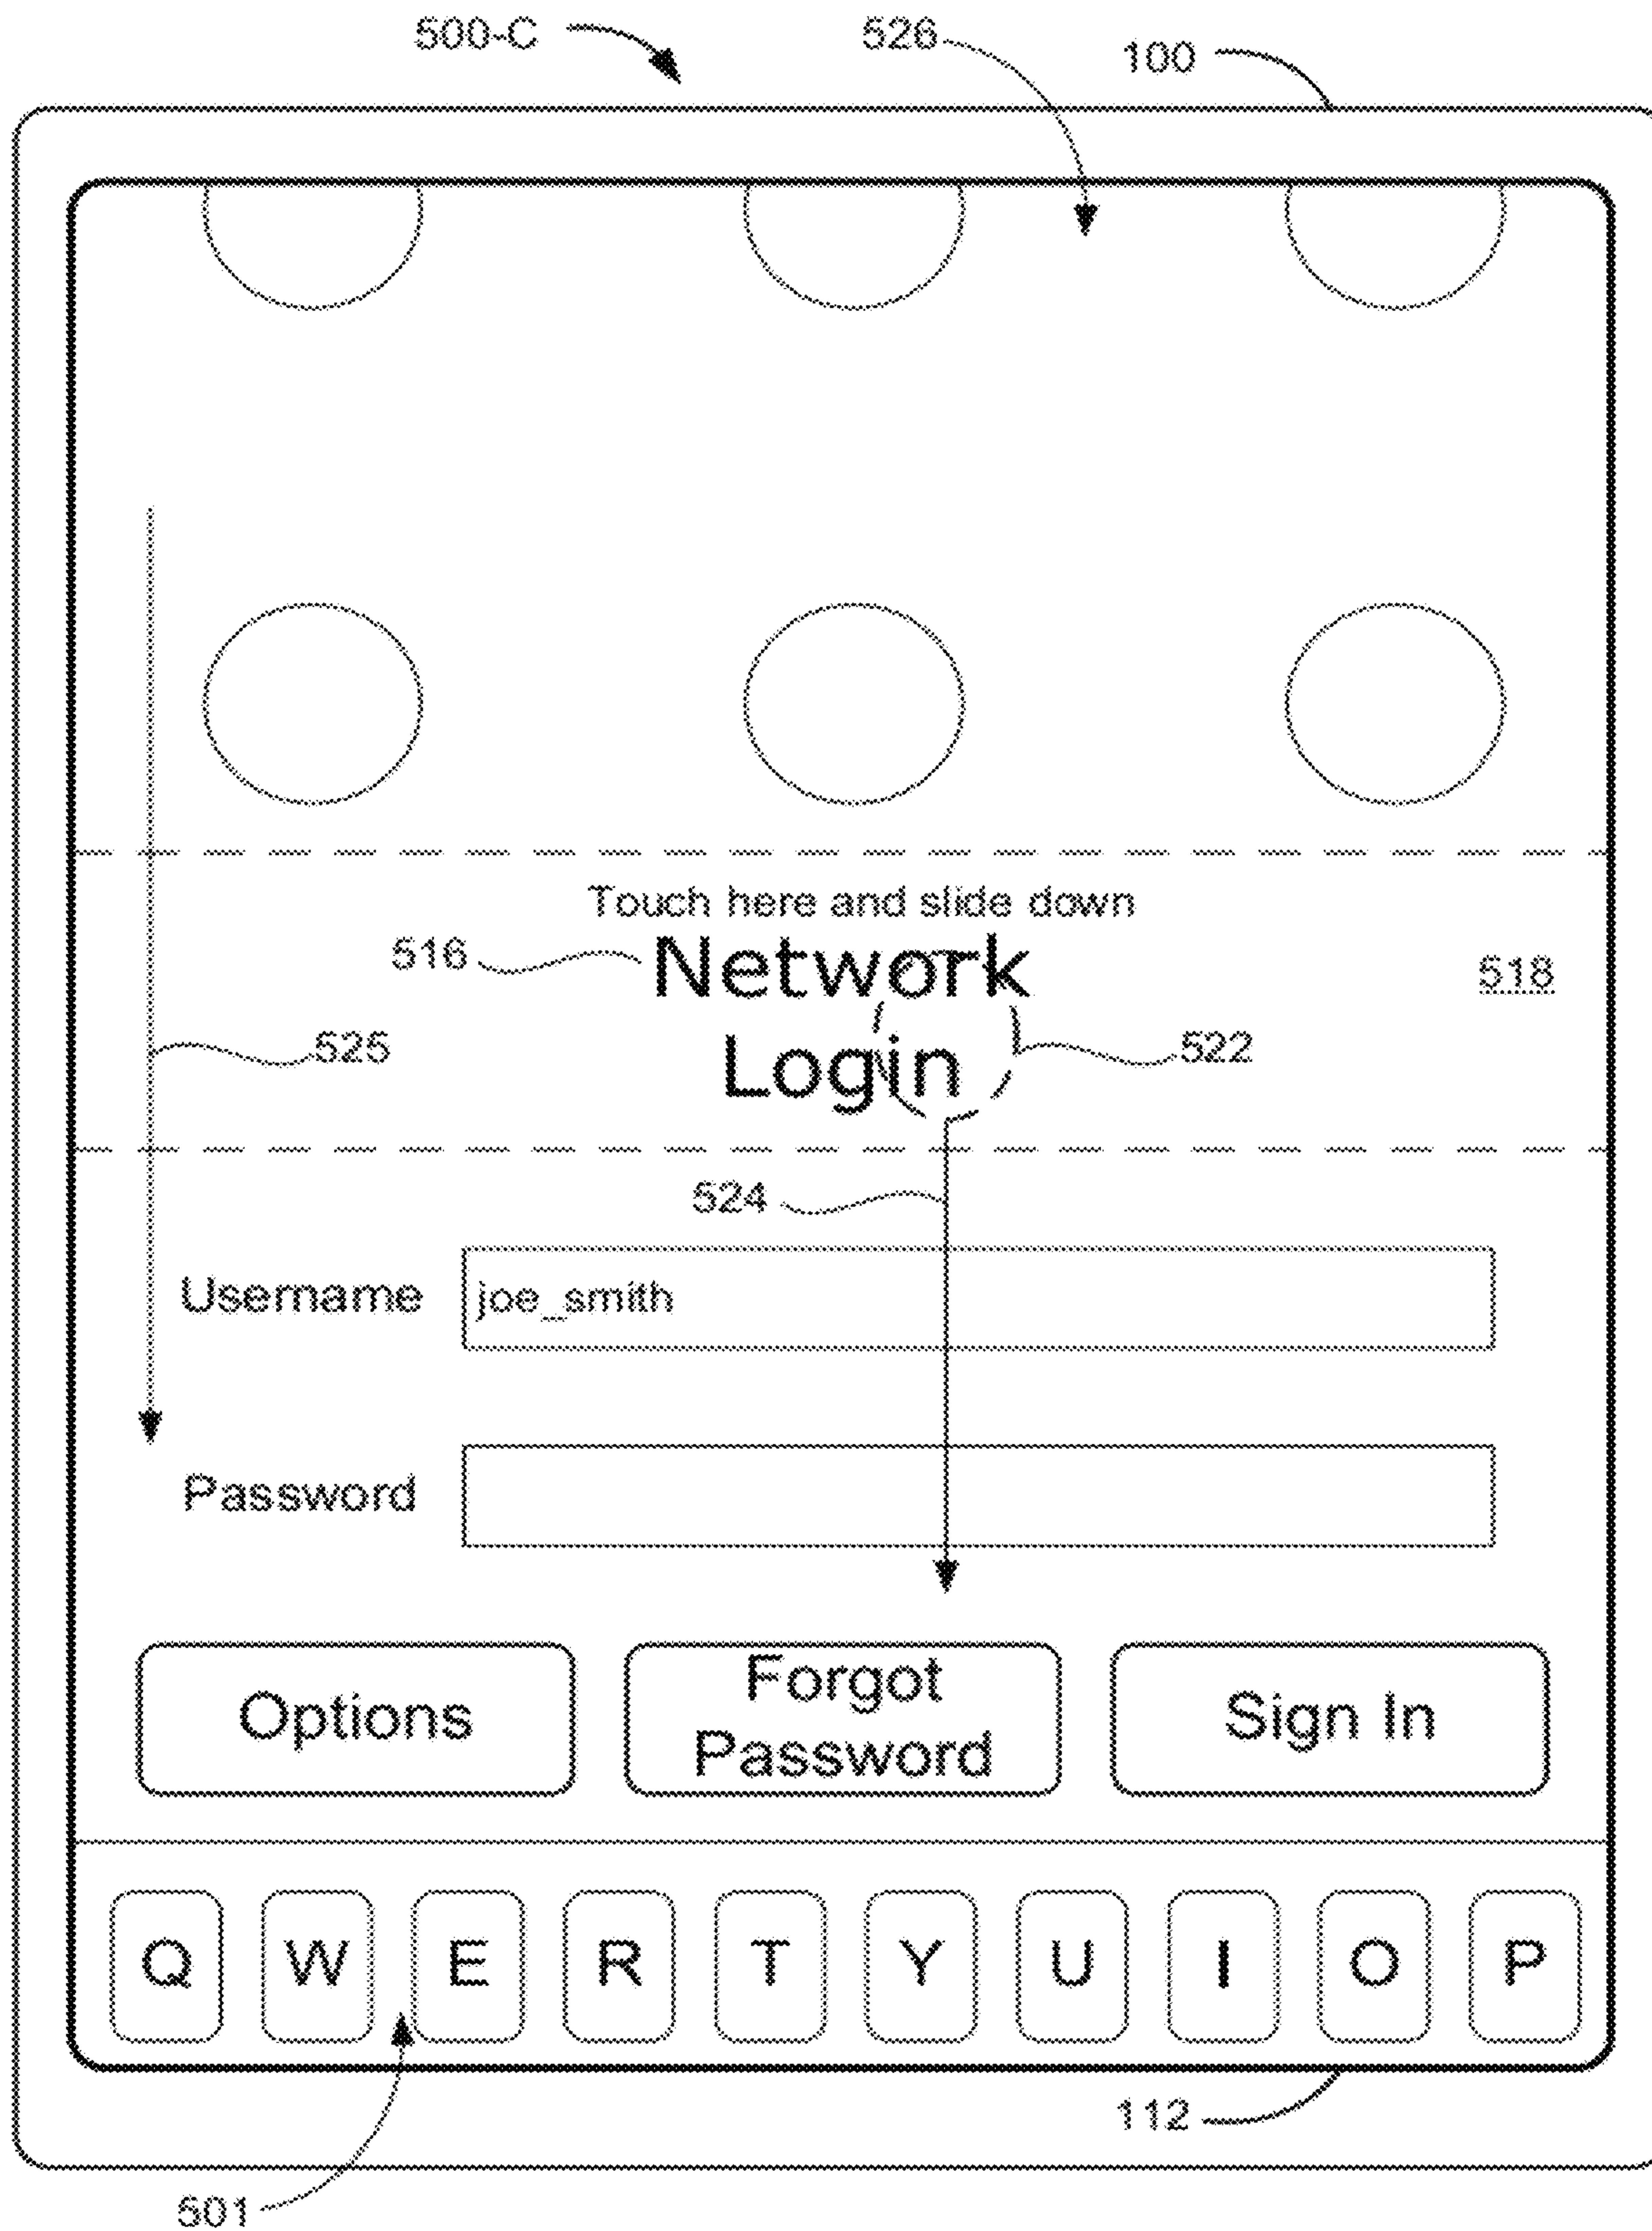 500-C
526
100
Touch here and slide down
516
Network
518
525
Login
522
524
Username
joe_smith
Password
Options
Forgot
Password
Sign In
Q W E R T Y U I O P
112
501